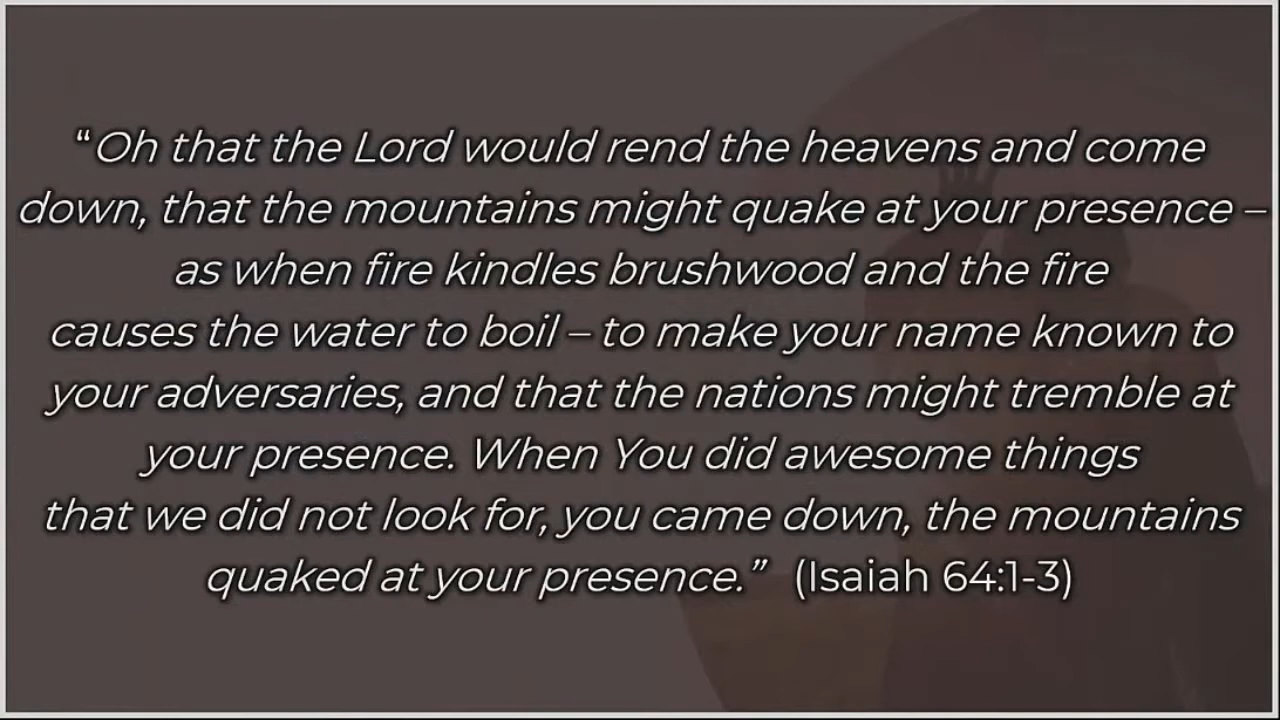 “Oh that the Lord would rend the heavens and come
down, that the mountains might quake at your presence –
as when fire kindles brushwood and the fire
causes the water to boil – to make your name known to
your adversaries, and that the nations might tremble at
your presence. When You did awesome things
that we did not look for, you came down, the mountains
quaked at your presence.” (Isaiah 64:1-3)